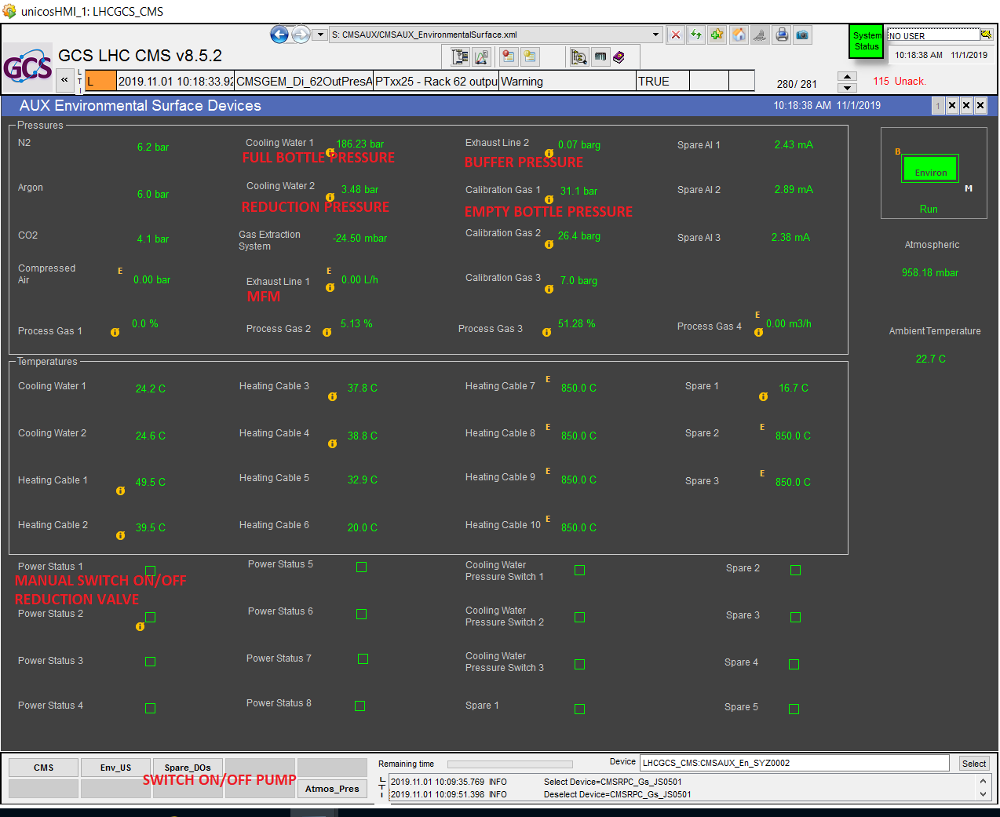 unicosHMI_1: LHCGCS_CMS
S: CMSAUX/CMSAUX_EnvironmentalSurface.xml
System Status
NO USER
GCS
GCS LHC CMS v8.5.2
10:18:38 AM 11/1/2019
«
L
T
I
L
2019.11.01 10:18:33.92
CMSGEM_Di_62OutPresA
PTxx25 - Rack 62 outpu
Warning
TRUE
280/ 281
115 Unack.
AUX Environmental Surface Devices
10:18:38 AM 11/1/2019
1
Pressures
N2
6.2 bar
Cooling Water 1
186.23 bar
FULL BOTTLE PRESSURE
Exhaust Line 2
0.07 barg
BUFFER PRESSURE
Spare AI 1
2.43 mA
B
Environ
M
Run
Argon
6.0 bar
Cooling Water 2
3.48 bar
REDUCTION PRESSURE
Calibration Gas 1
31.1 bar
EMPTY BOTTLE PRESSURE
Spare AI 2
2.89 mA
CO2
4.1 bar
Gas Extraction
System
-24.50 mbar
Calibration Gas 2
26.4 barg
Spare AI 3
2.38 mA
Atmospheric
958.18 mbar
Compressed
Air
E
0.00 bar
Exhaust Line 1
E
0.00 L/h
MFM
Calibration Gas 3
7.0 barg
Process Gas 1
0.0 %
Process Gas 2
5.13 %
Process Gas 3
51.28 %
Process Gas 4
E
0.00 m3/h
Ambient Temperature
22.7 C
Temperatures
Cooling Water 1
24.2 C
Heating Cable 3
37.8 C
Heating Cable 7
E
850.0 C
Spare 1
16.7 C
Cooling Water 2
24.6 C
Heating Cable 4
38.8 C
Heating Cable 8
E
850.0 C
Spare 2
E
850.0 C
Heating Cable 1
49.5 C
Heating Cable 5
32.9 C
Heating Cable 9
E
850.0 C
Spare 3
E
850.0 C
Heating Cable 2
39.5 C
Heating Cable 6
20.0 C
Heating Cable 10
E
850.0 C
Power Status 1
MANUAL SWITCH ON/OFF
REDUCTION VALVE
Power Status 5
Cooling Water
Pressure Switch 1
Spare 2
Power Status 2
Power Status 6
Cooling Water
Pressure Switch 2
Spare 3
Power Status 3
Power Status 7
Cooling Water
Pressure Switch 3
Spare 4
Power Status 4
Power Status 8
Spare 1
Spare 5
CMS
Env_US
Spare_DOs
SWITCH ON/OFF PUMP
Atmos_Pres
Remaining time
Device
LHCGCS_CMS:CMSAUX_En_SYZ0002
Select
L
T
I
2019.11.01 10:09:35.769 INFO Select Device=CMSRPC_Gs_JS0501
2019.11.01 10:09:51.398 INFO Deselect Device=CMSRPC_Gs_JS0501